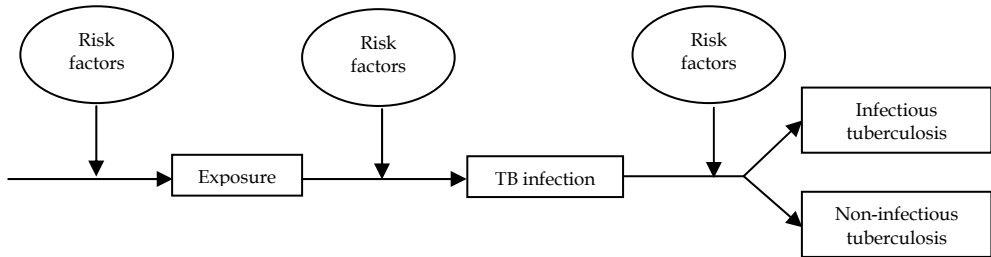 Risk
factors
Risk
factors
Risk
factors
Exposure
TB infection
Infectious
tuberculosis
Non-infectious
tuberculosis